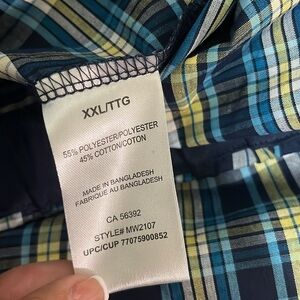 XXL/TTG
55% POLYESTER/POLYESTER
45% COTTON/COTON
MADE IN BANGLADESH
FABRIQUE AU BANGLADESH
CA 56392
STYLE# MW2107
UPC/CUP 77075900852